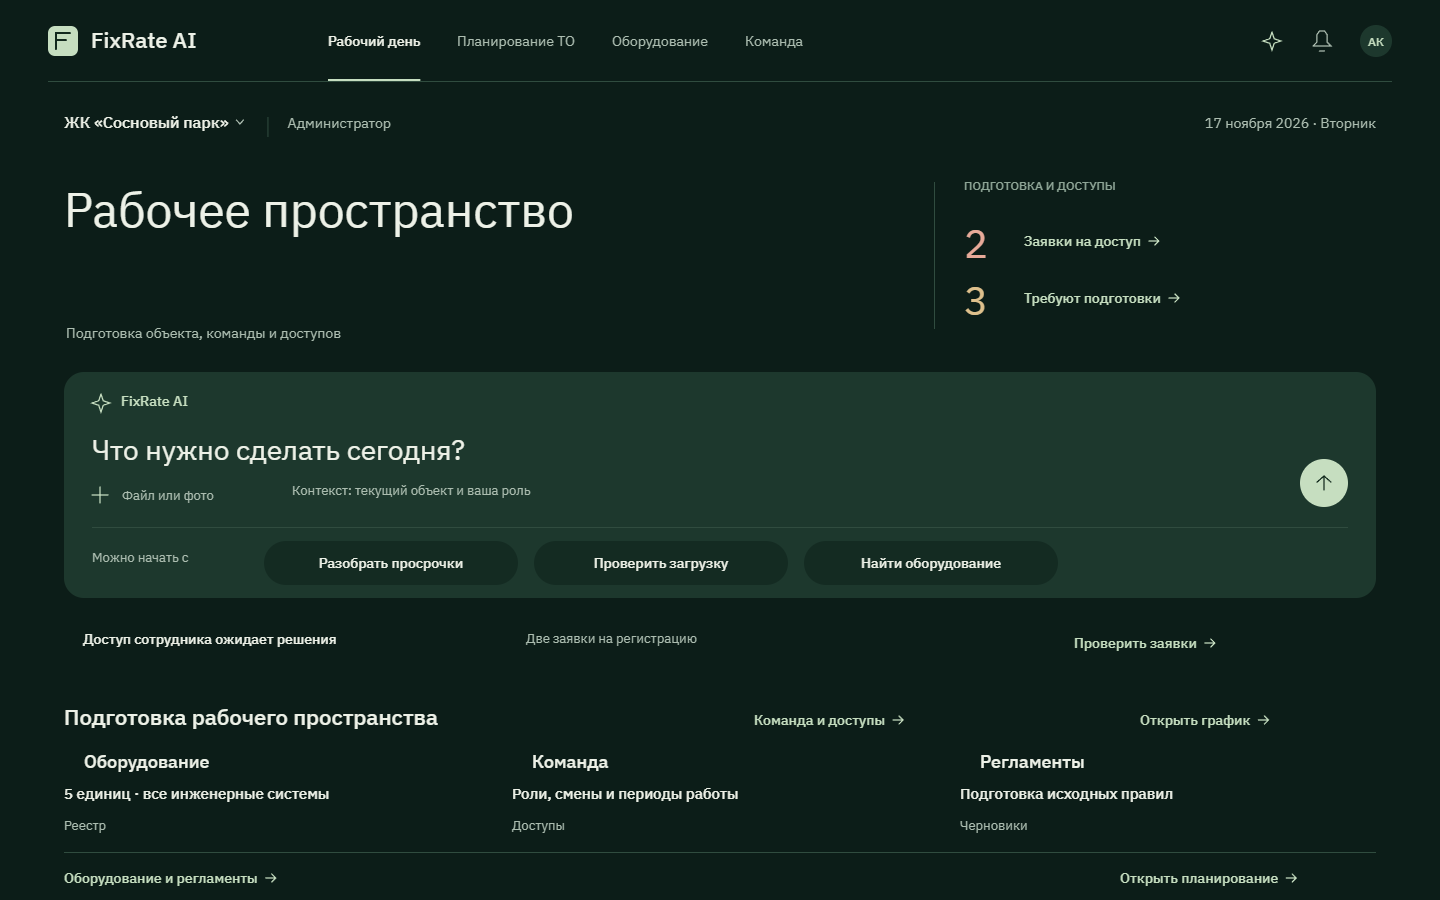 FixRate AI
Рабочий день
Планирование ТО
Оборудование
Команда
АК
ЖК «Сосновый парк»
Администратор
17 ноября 2026 · Вторник
Рабочее пространство
Подготовка объекта, команды и доступов
ПОДГОТОВКА И ДОСТУПЫ
2 Заявки на доступ →
3 Требуют подготовки →
FixRate AI
Что нужно сделать сегодня?
Файл или фото
Контекст: текущий объект и ваша роль
Можно начать с
Разобрать просрочки
Проверить загрузку
Найти оборудование
Доступ сотрудника ожидает решения
Две заявки на регистрацию
Проверить заявки →
Подготовка рабочего пространства
Команда и доступы →
Открыть график →
Оборудование
5 единиц · все инженерные системы
Реестр
Команда
Роли, смены и периоды работы
Доступы
Регламенты
Подготовка исходных правил
Черновики
Оборудование и регламенты →
Открыть планирование →